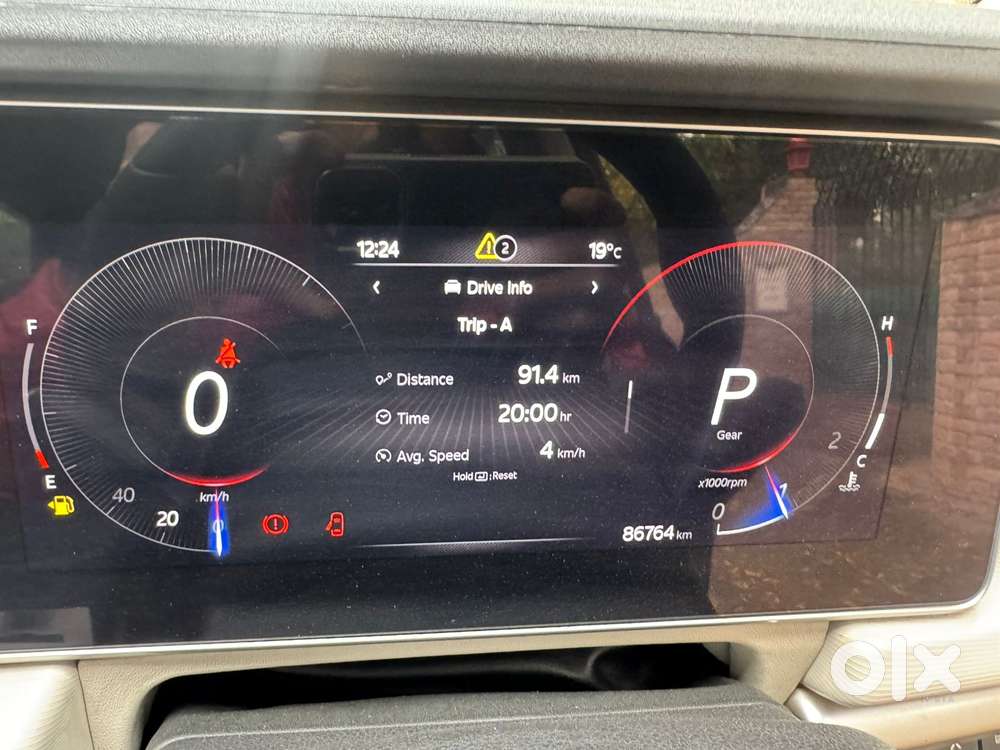 12:24 ! 2 19°C
Drive Info
Trip - A
Distance 91.4 km
Time 20:00 hr
Avg. Speed 4 km/h
Hold : Reset
F
E
0
km/h
40
20
0
H
C
P
Gear
x1000rpm
2
1
0
86764 km
olx